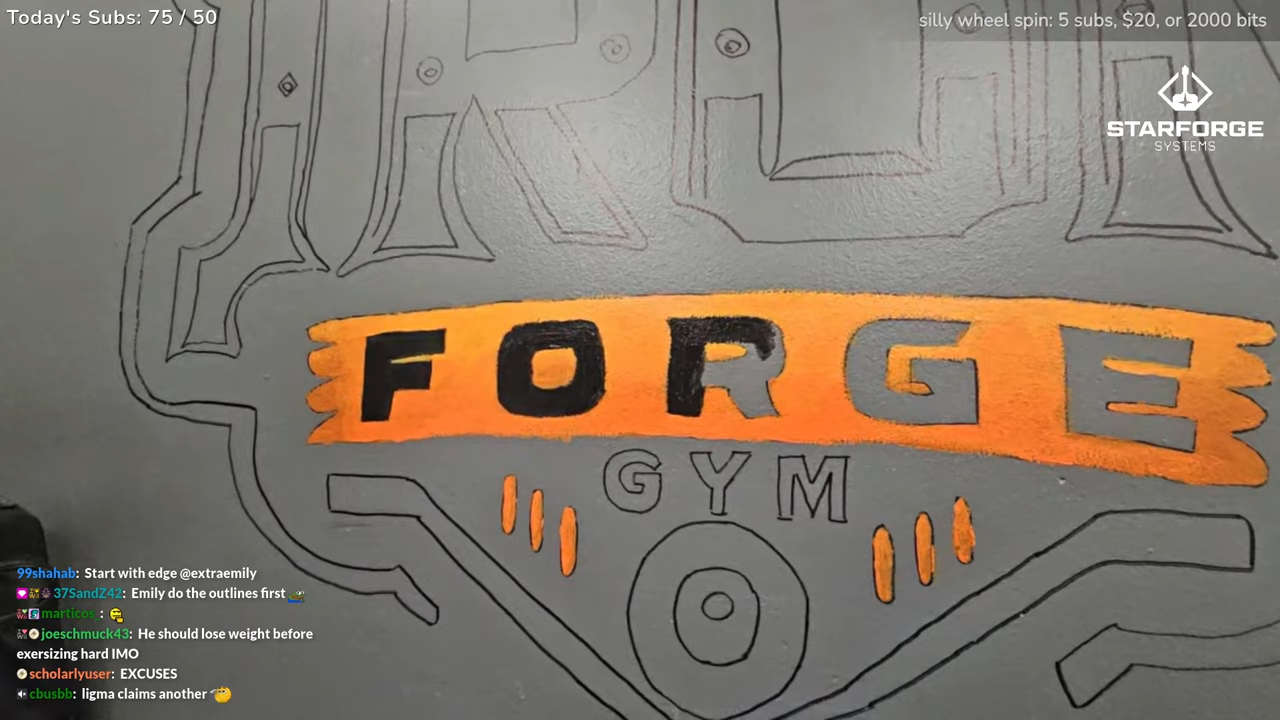 Today's Subs: 75 / 50
silly wheel spin: 5 subs, $20, or 2000 bits
STARFORGE
SYSTEMS
FORGE
GYM
99shahab: Start with edge @extraemily
37SandZ42: Emily do the outlines first
marticos :
joeschmuck43: He should lose weight before
exersizing hard IMO
scholarlyuser: EXCUSES
cbusbb: ligma claims another